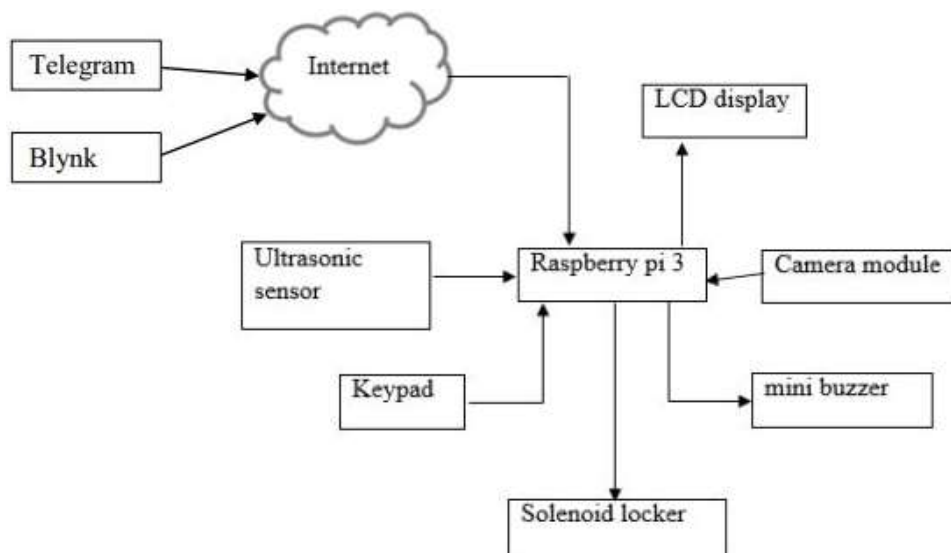 Telegram
Internet
LCD display
Blynk
Ultrasonic
sensor
Raspberry pi 3
Camera module
Keypad
mini buzzer
Solenoid locker